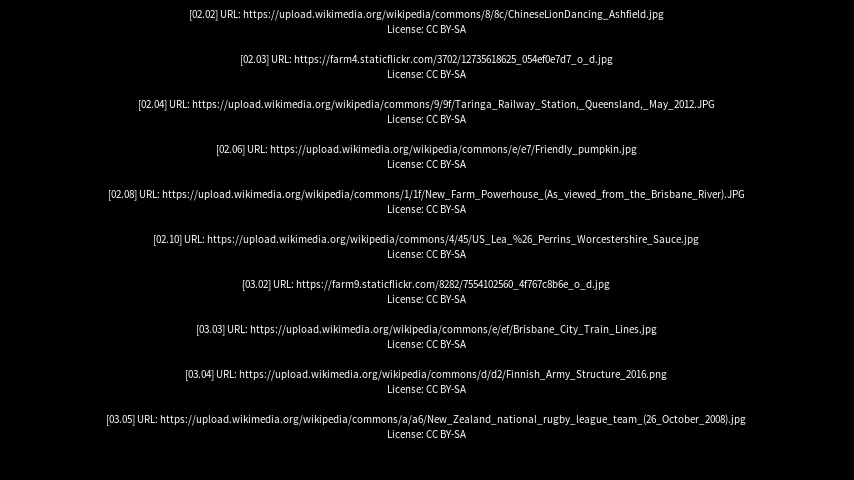 [02.02] URL: https://upload.wikimedia.org/wikipedia/commons/8/8c/ChineseLionDancing_Ashfield.jpg
License: CC BY-SA
[02.03] URL: https://farm4.staticflickr.com/3702/12735618625_054ef0e7d7_o_d.jpg
License: CC BY-SA
[02.04] URL: https://upload.wikimedia.org/wikipedia/commons/9/9f/Taringa_Railway_Station,_Queensland,_May_2012.JPG
License: CC BY-SA
[02.06] URL: https://upload.wikimedia.org/wikipedia/commons/e/e7/Friendly_pumpkin.jpg
License: CC BY-SA
[02.08] URL: https://upload.wikimedia.org/wikipedia/commons/1/1f/New_Farm_Powerhouse_(As_viewed_from_the_Brisbane_River).JPG
License: CC BY-SA
[02.10] URL: https://upload.wikimedia.org/wikipedia/commons/4/45/US_Lea_%26_Perrins_Worcestershire_Sauce.jpg
License: CC BY-SA
[03.02] URL: https://farm9.staticflickr.com/8282/7554102560_4f767c8b6e_o_d.jpg
License: CC BY-SA
[03.03] URL: https://upload.wikimedia.org/wikipedia/commons/e/ef/Brisbane_City_Train_Lines.jpg
License: CC BY-SA
[03.04] URL: https://upload.wikimedia.org/wikipedia/commons/d/d2/Finnish_Army_Structure_2016.png
License: CC BY-SA
[03.05] URL: https://upload.wikimedia.org/wikipedia/commons/a/a6/New_Zealand_national_rugby_league_team_(26_October_2008).jpg
License: CC BY-SA